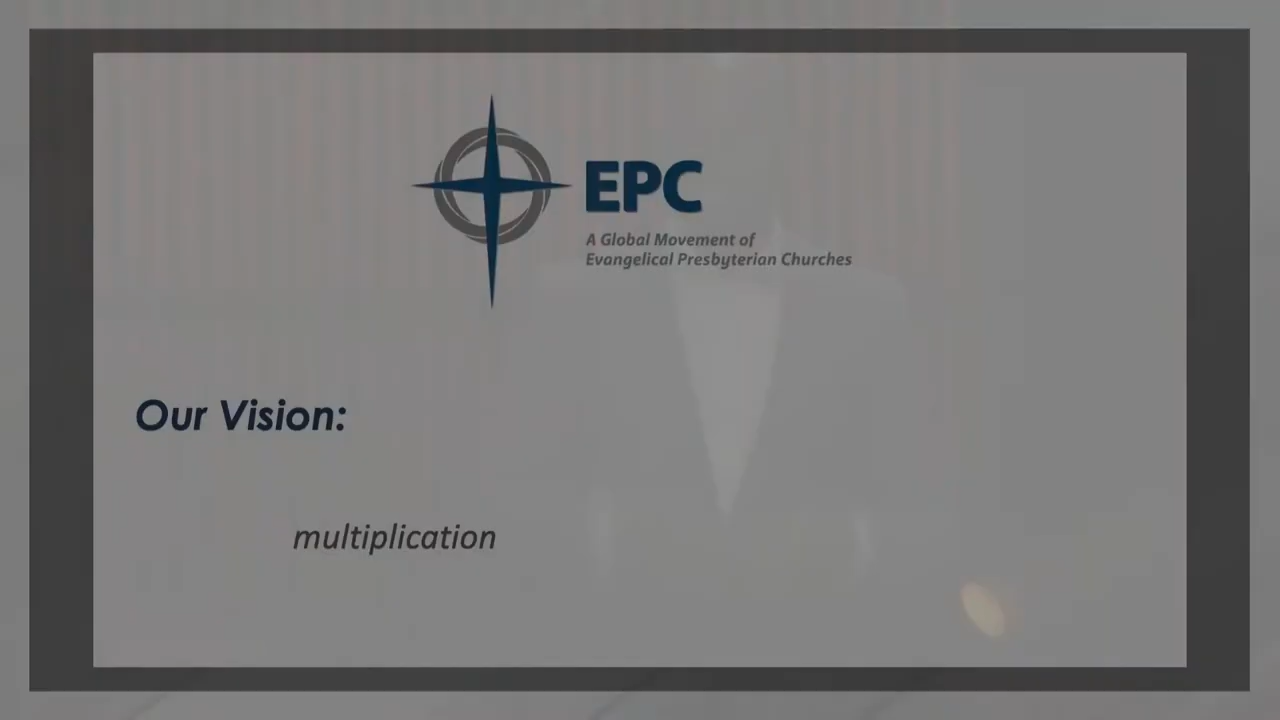 EPC
A Global Movement of
Evangelical Presbyterian Churches
Our Vision:
multiplication